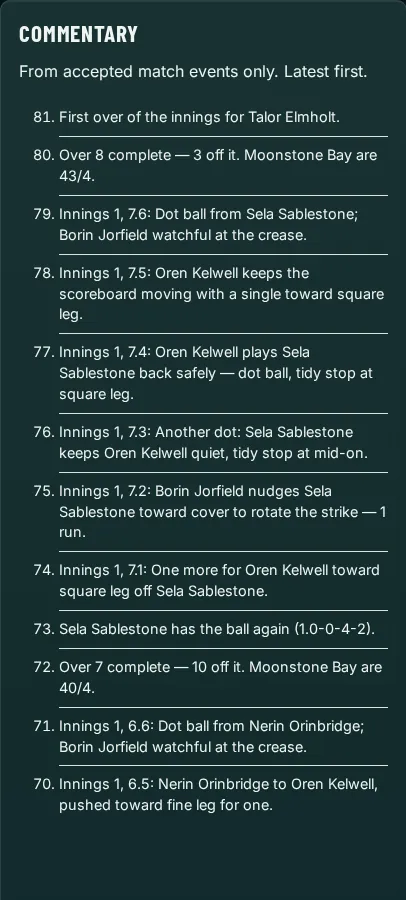 COMMENTARY
From accepted match events only. Latest first.
81. First over of the innings for Talor Elmholt.
80. Over 8 complete — 3 off it. Moonstone Bay are
43/4.
79. Innings 1, 7.6: Dot ball from Sela Sablestone;
Borin Jorfield watchful at the crease.
78. Innings 1, 7.5: Oren Kelwell keeps the
scoreboard moving with a single toward square
leg.
77. Innings 1, 7.4: Oren Kelwell plays Sela
Sablestone back safely — dot ball, tidy stop at
square leg.
76. Innings 1, 7.3: Another dot: Sela Sablestone
keeps Oren Kelwell quiet, tidy stop at mid-on.
75. Innings 1, 7.2: Borin Jorfield nudges Sela
Sablestone toward cover to rotate the strike — 1
run.
74. Innings 1, 7.1: One more for Oren Kelwell toward
square leg off Sela Sablestone.
73. Sela Sablestone has the ball again (1.0-0-4-2).
72. Over 7 complete — 10 off it. Moonstone Bay are
40/4.
71. Innings 1, 6.6: Dot ball from Nerin Orinbridge;
Borin Jorfield watchful at the crease.
70. Innings 1, 6.5: Nerin Orinbridge to Oren Kelwell,
pushed toward fine leg for one.